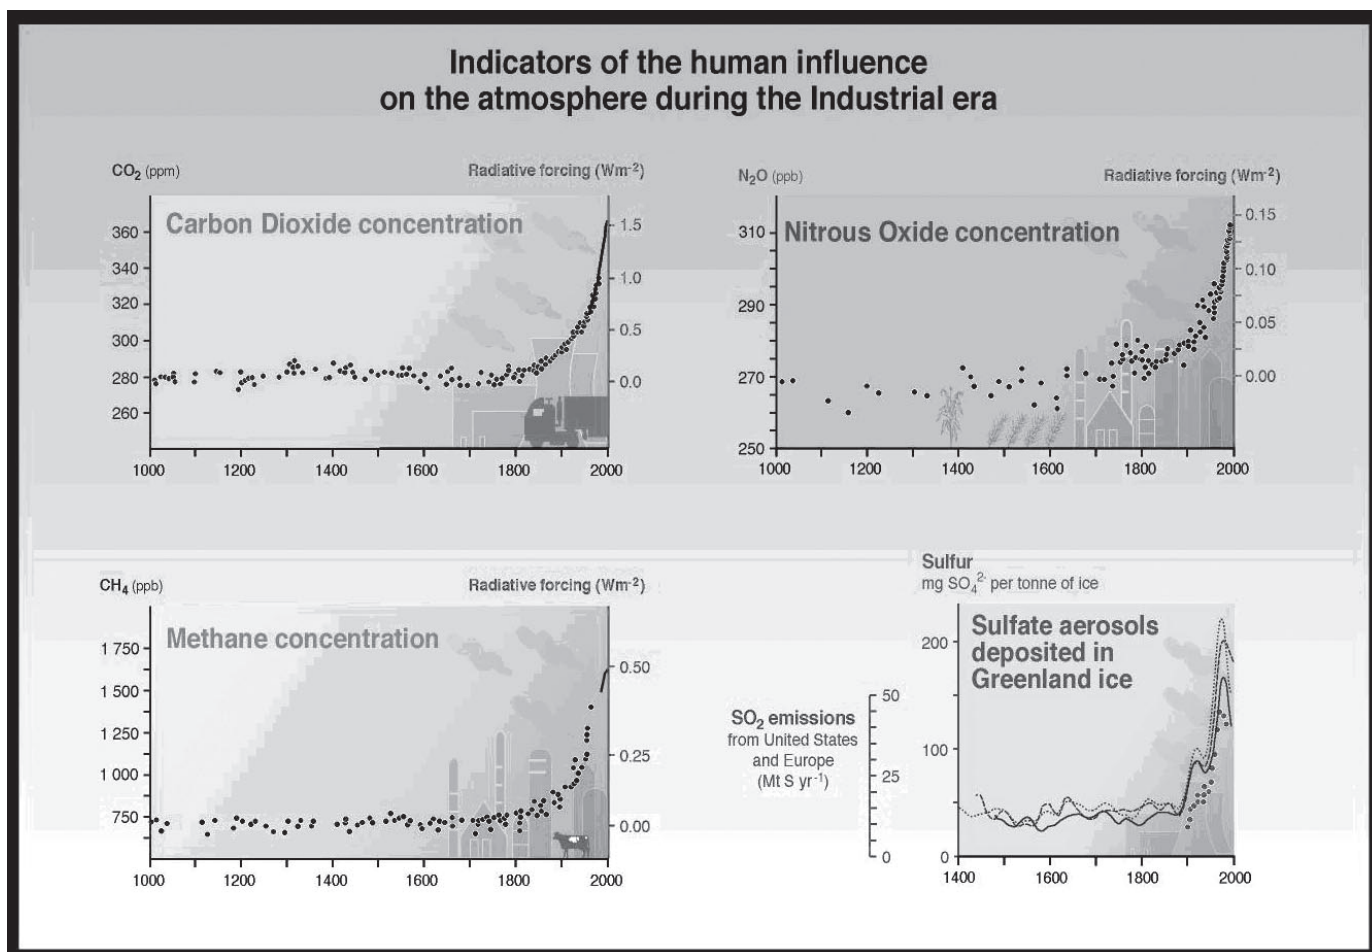 Indicators of the human influence
on the atmosphere during the Industrial era
CO₂ (ppm)
Radiative forcing (Wm⁻²)
Carbon Dioxide concentration
360
340
320
300
280
260
1.5
1.0
0.5
0.0
1000 1200 1400 1600 1800 2000
N₂O (ppb)
Radiative forcing (Wm⁻²)
Nitrous Oxide concentration
310
290
270
250
0.15
0.10
0.05
0.00
1000 1200 1400 1600 1800 2000
CH₄ (ppb)
Radiative forcing (Wm⁻²)
Methane concentration
1 750
1 500
1 250
1 000
750
0.50
0.25
0.00
1000 1200 1400 1600 1800 2000
Sulfur
mg SO₄²⁻ per tonne of ice
Sulfate aerosols
deposited in
Greenland ice
200
100
0
SO₂ emissions
from United States
and Europe
(Mt S yr⁻¹)
50
25
0
1400 1600 1800 2000